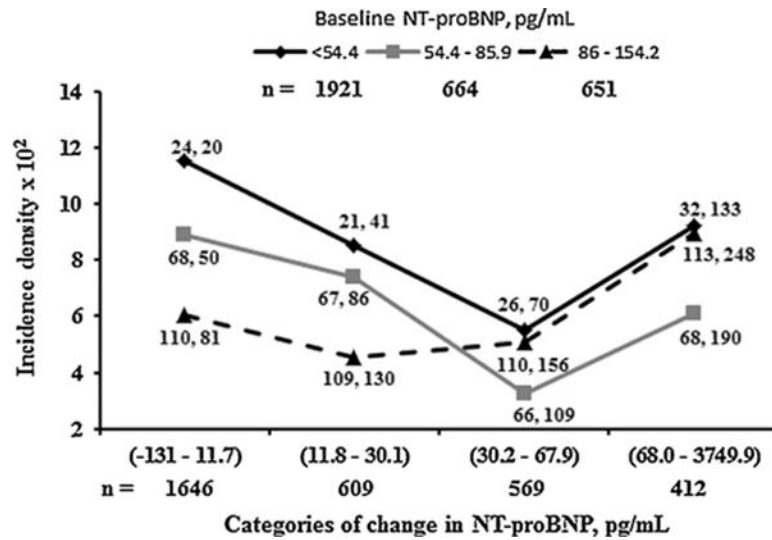 Baseline NT-proBNP, pg/mL
<54.4 54.4 - 85.9 86 - 154.2
n = 1921 664 651
Incidence density x 10²
14
12
10
8
6
4
2
24, 20
21, 41
26, 70
32, 133
68, 50
67, 86
66, 109
68, 190
110, 81
109, 130
110, 156
113, 248
(-131 - 11.7) (11.8 - 30.1) (30.2 - 67.9) (68.0 - 3749.9)
n = 1646 609 569 412
Categories of change in NT-proBNP, pg/mL